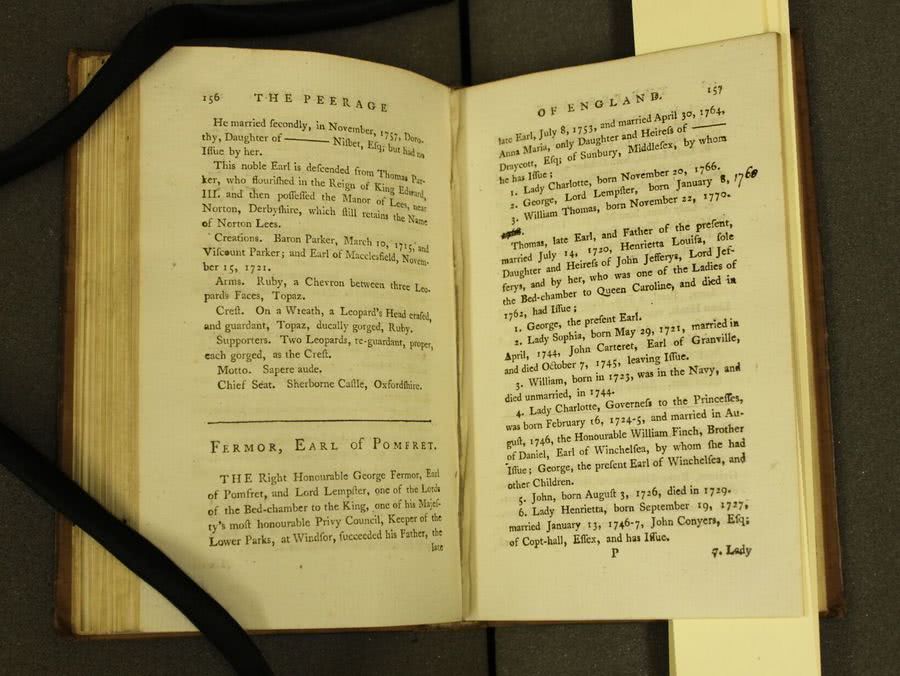 156 THE PEERAGE
He married ſecondly, in November, 1757, Doro-
thy, Daughter of ——— Niſbet, Eſq; but had no
Iſſue by her.
This noble Earl is deſcended from Thomas Par-
ker, who flouriſhed in the Reign of King Edward,
III. and then poſſeſſed the Manor of Lees, near
Norton, Derbyſhire, which ſtill retains the Name
of Norton Lees.
Creations. Baron Parker, March 10, 1715, and
Viſcount Parker; and Earl of Macclesfield, Novem-
ber 15, 1721.
Arms. Ruby, a Chevron between three Leo-
pards Faces, Topaz.
Creſt. On a Wreath, a Leopard's Head eraſed,
and guardant, Topaz, ducally gorged, Ruby.
Supporters. Two Leopards, re-guardant, proper,
each gorged, as the Creſt.
Motto. Sapere aude.
Chief Seat. Sherborne Caſtle, Oxfordſhire.
FERMOR, EARL of POMFRET.
THE Right Honourable George Fermor, Earl
of Pomfret, and Lord Lempſter, one of the Lords
of the Bed-chamber to the King, one of his Majeſ-
ty's moſt honourable Privy Council, Keeper of the
Lower Parks, at Windſor, ſucceeded his Father, the
late
OF ENGLAND. 157
late Earl, July 8, 1753, and married April 30, 1764,
Anna Maria, only Daughter and Heireſs of ———
Draycott, Eſq; of Sunbury, Middleſex, by whom
he has Iſſue;
1. Lady Charlotte, born November 20, 1766.
2. George, Lord Lempſter, born January 8, 1768
3. William Thomas, born November 22, 1770.
Thomas, late Earl, and Father of the preſent,
married July 14, 1720, Henrietta Louiſa, ſole
Daughter and Heireſs of John Jefferys, Lord Jef-
ferys, and by her, who was one of the Ladies of
the Bed-chamber to Queen Caroline, and died in
1762, had Iſſue;
1. George, the preſent Earl.
2. Lady Sophia, born May 29, 1721, married in
April, 1744, John Carteret, Earl of Granville,
and died October 7, 1745, leaving Iſſue.
3. William, born in 1723, was in the Navy, and
died unmarried, in 1744.
4. Lady Charlotte, Governeſs to the Princeſſes,
was born February 16, 1724-5, and married in Au-
guſt, 1746, the Honourable William Finch, Brother
of Daniel, Earl of Winchelſea, by whom ſhe had
Iſſue; George, the preſent Earl of Winchelſea, and
other Children.
5. John, born Auguſt 3, 1726, died in 1729.
6. Lady Henrietta, born September 19, 1727,
married January 13, 1746-7, John Conyers, Eſq;
of Copt-hall, Eſſex, and has Iſſue.
P 7. Lady